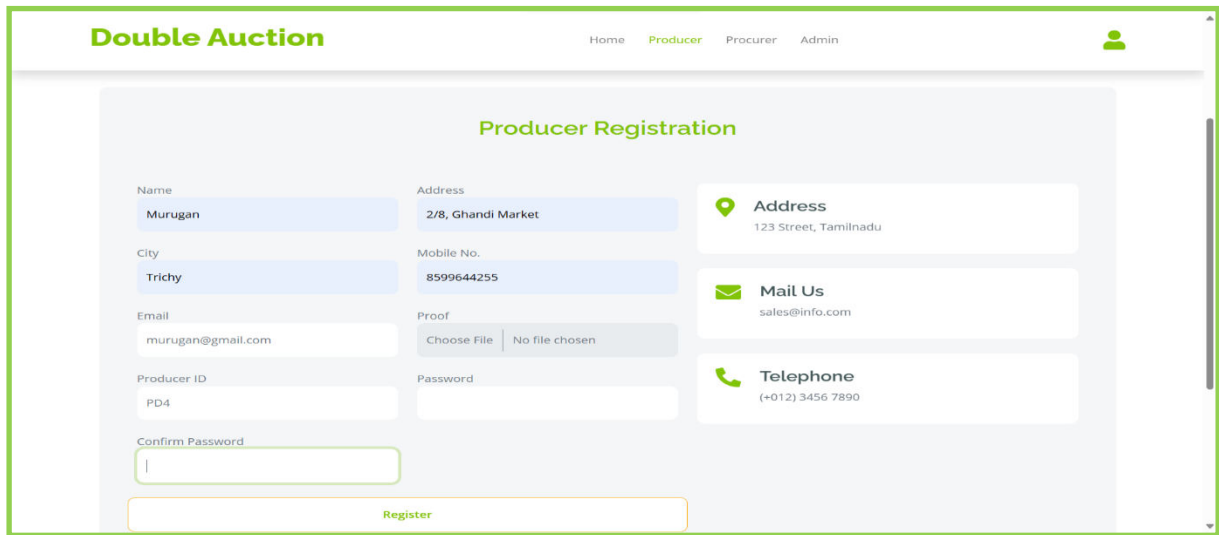 Double Auction
Home Producer Procurer Admin
Producer Registration
Name
Murugan
Address
2/8, Ghandi Market
City
Trichy
Mobile No.
8599644255
Email
murugan@gmail.com
Proof
Choose File No file chosen
Producer ID
PD4
Password
Confirm Password
Register
Address
123 Street, Tamilnadu
Mail Us
sales@info.com
Telephone
(+012) 3456 7890